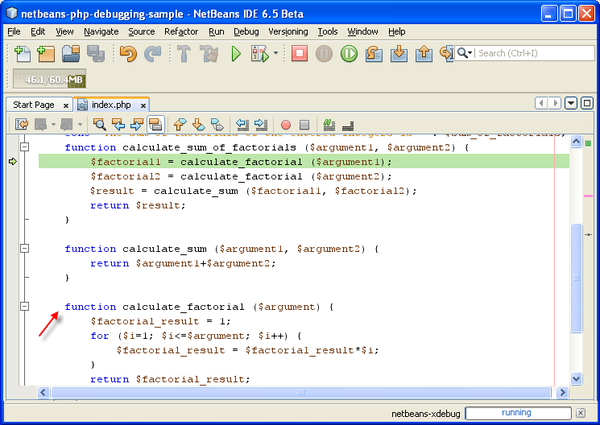 netbeans-php-debugging-sample - NetBeans IDE 6.5 Beta
File Edit View Navigate Source Refactor Run Debug Versioning Tools Window Help
Search (Ctrl+I)
46.1/60.4MB
Start Page index.php
function calculate_sum_of_factorials ($argument1, $argument2) {
$factorial1 = calculate_factorial ($argument1);
$factorial2 = calculate_factorial ($argument2);
$result = calculate_sum ($factorial1, $factorial2);
return $result;
}
function calculate_sum ($argument1, $argument2) {
return $argument1+$argument2;
}
function calculate_factorial ($argument) {
$factorial_result = 1;
for ($i=1; $i<=$argument; $i++) {
$factorial_result = $factorial_result*$i;
}
return $factorial_result;
netbeans-xdebug running